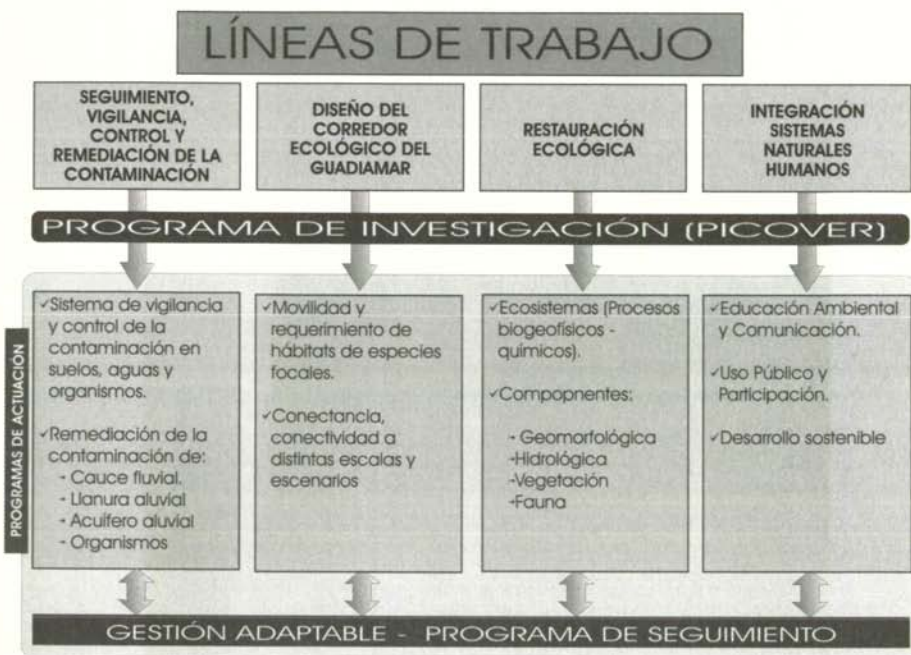 LÍNEAS DE TRABAJO
SEGUIMIENTO,
VIGILANCIA,
CONTROL Y
REMEDIACIÓN DE LA
CONTAMINACIÓN
DISEÑO DEL
CORREDOR
ECOLÓGICO DEL
GUADIAMAR
RESTAURACIÓN
ECOLÓGICA
INTEGRACIÓN
SISTEMAS
NATURALES
HUMANOS
PROGRAMA DE INVESTIGACIÓN (PICOVER)
PROGRAMAS DE ACTUACIÓN
✓Sistema de vigilancia
y control de la
contaminación en
suelos, aguas y
organismos.
✓Remediación de la
contaminación de:
- Cauce fluvial.
- Llanura aluvial
- Acuífero aluvial
- Organismos
✓Movilidad y
requerimiento de
hábitats de especies
focales.
✓Conectancia,
conectividad a
distintas escalas y
escenarios
✓Ecosistemas (Procesos
biogeofísicos -
químicos).
✓Compopnentes:
- Geomorfológica
-Hidrológica
-Vegetación
-Fauna
✓Educación Ambiental
y Comunicación.
✓Uso Público y
Participación.
✓Desarrollo sostenible
GESTIÓN ADAPTABLE - PROGRAMA DE SEGUIMIENTO